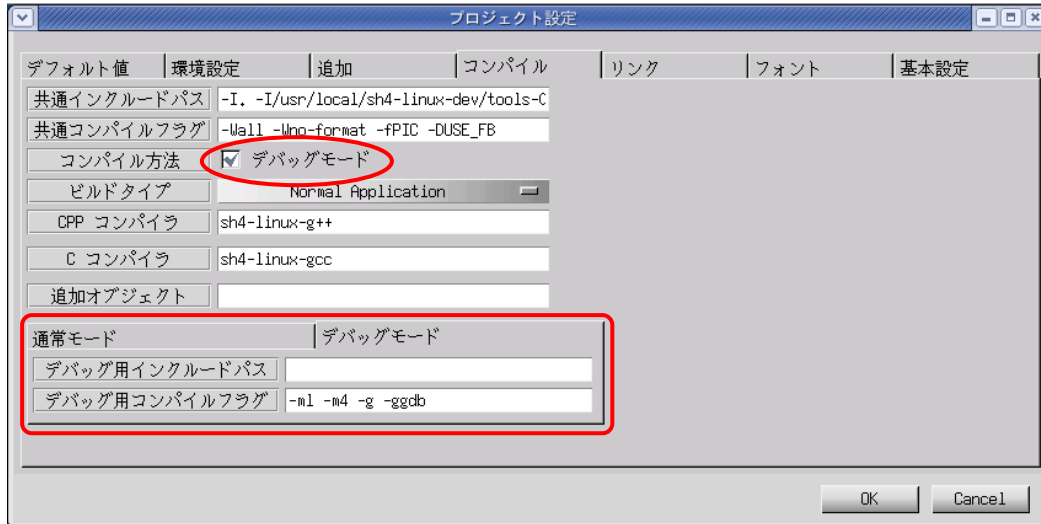 プロジェクト設定
デフォルト値 環境設定 追加 コンパイル リンク フォント 基本設定
共通インクルードパス -I. -I/usr/local/sh4-linux-dev/tools-C
共通コンパイルフラグ -Wall -Wno-format -fPIC -DUSE_FB
コンパイル方法 デバッグモード
ビルドタイプ Normal Application
CPP コンパイラ sh4-linux-g++
C コンパイラ sh4-linux-gcc
追加オブジェクト
通常モード デバッグモード
デバッグ用インクルードパス
デバッグ用コンパイルフラグ -ml -m4 -g -ggdb
OK Cancel